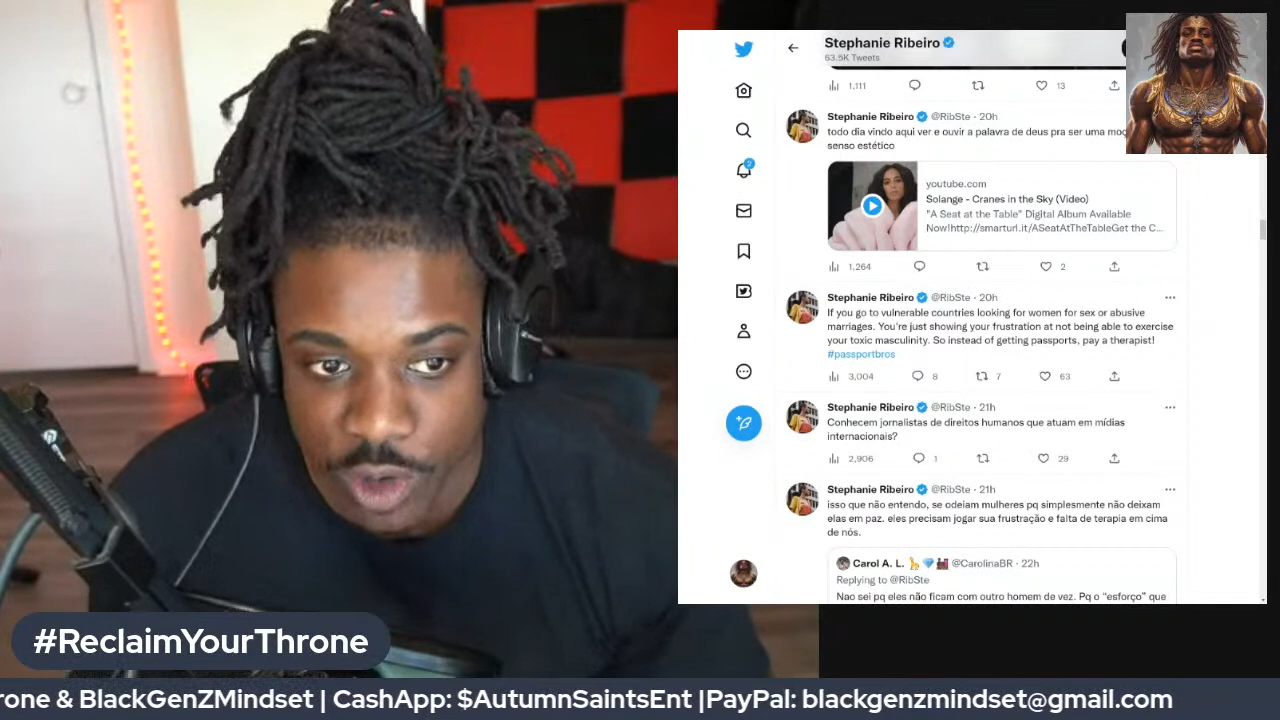 Stephanie Ribeiro
63.5K Tweets
1,111
13
Stephanie Ribeiro @RibSte · 20h
todo dia vindo aqui ver e ouvir a palavra de deus pra ser uma
senso estético
youtube.com
Solange - Cranes in the Sky (Video)
"A Seat at the Table" Digital Album Available
Now!http://smarturl.it/ASeatAtTheTableGet the C...
1,264
2
Stephanie Ribeiro @RibSte · 20h
If you go to vulnerable countries looking for women for sex or abusive
marriages. You're just showing your frustration at not being able to exercise
your toxic masculinity. So instead of getting passports, pay a therapist!
#passportbros
3,004
8
7
63
Stephanie Ribeiro @RibSte · 21h
Conhecem jornalistas de direitos humanos que atuam em mídias
internacionais?
2,906
1
29
Stephanie Ribeiro @RibSte · 21h
isso que não entendo, se odeiam mulheres pq simplesmente não deixam
elas em paz. eles precisam jogar sua frustração e falta de terapia em cima
de nós.
Carol A. L. @CarolinaBR · 22h
Replying to @RibSte
Nao sei pq eles não ficam com outro homem de vez. Pq o "esforço" que
#ReclaimYourThrone
rone & BlackGenZMindset | CashApp: $AutumnSaintsEnt |PayPal: blackgenzmindset@gmail.com